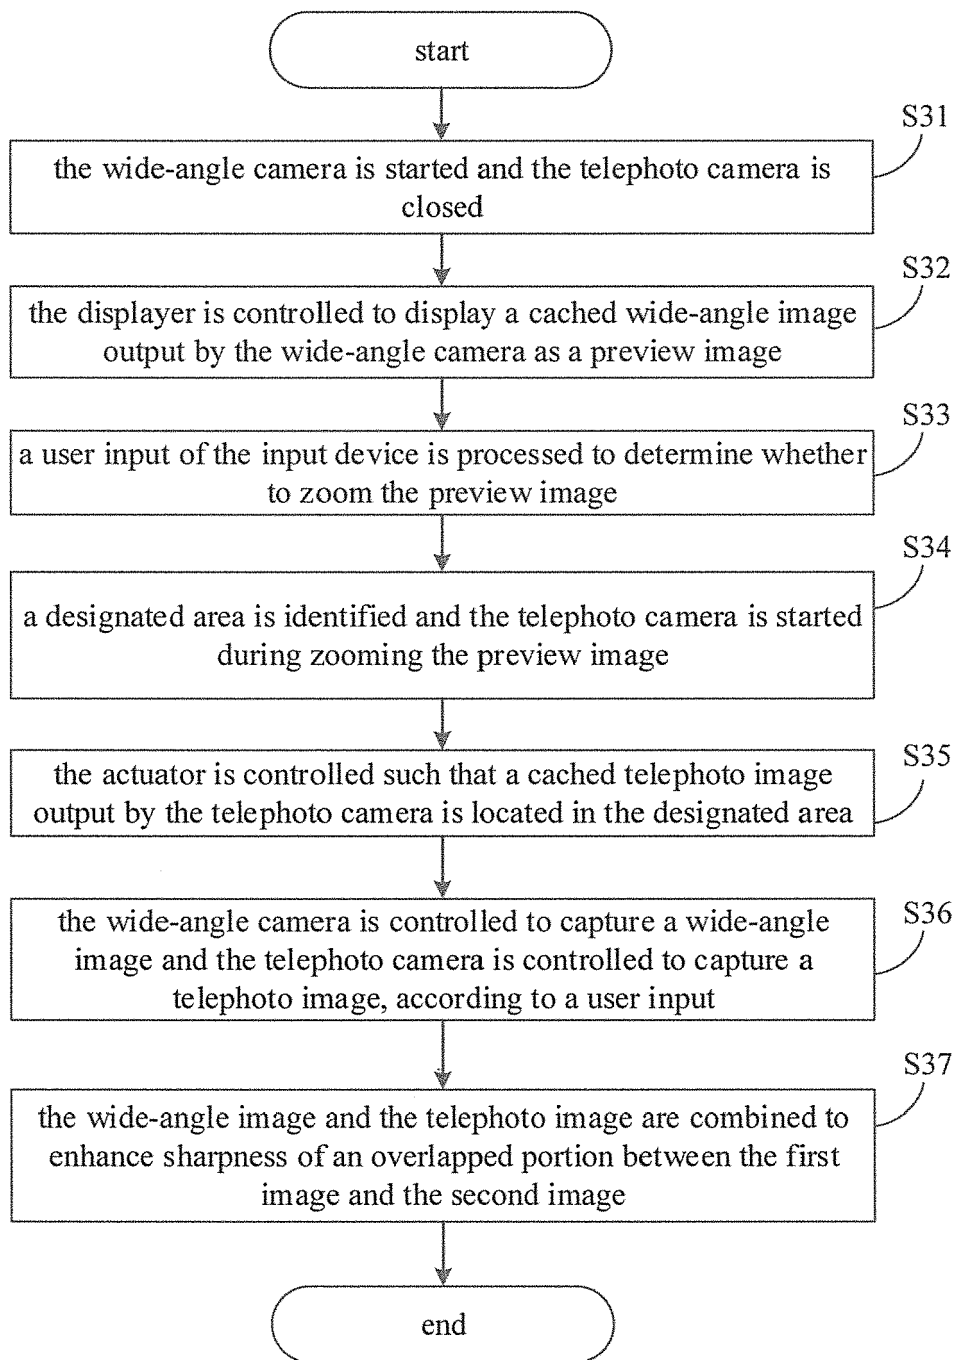 start
S31
the wide-angle camera is started and the telephoto camera is
closed
S32
the displayer is controlled to display a cached wide-angle image
output by the wide-angle camera as a preview image
S33
a user input of the input device is processed to determine whether
to zoom the preview image
S34
a designated area is identified and the telephoto camera is started
during zooming the preview image
S35
the actuator is controlled such that a cached telephoto image
output by the telephoto camera is located in the designated area
S36
the wide-angle camera is controlled to capture a wide-angle
image and the telephoto camera is controlled to capture a
telephoto image, according to a user input
S37
the wide-angle image and the telephoto image are combined to
enhance sharpness of an overlapped portion between the first
image and the second image
end